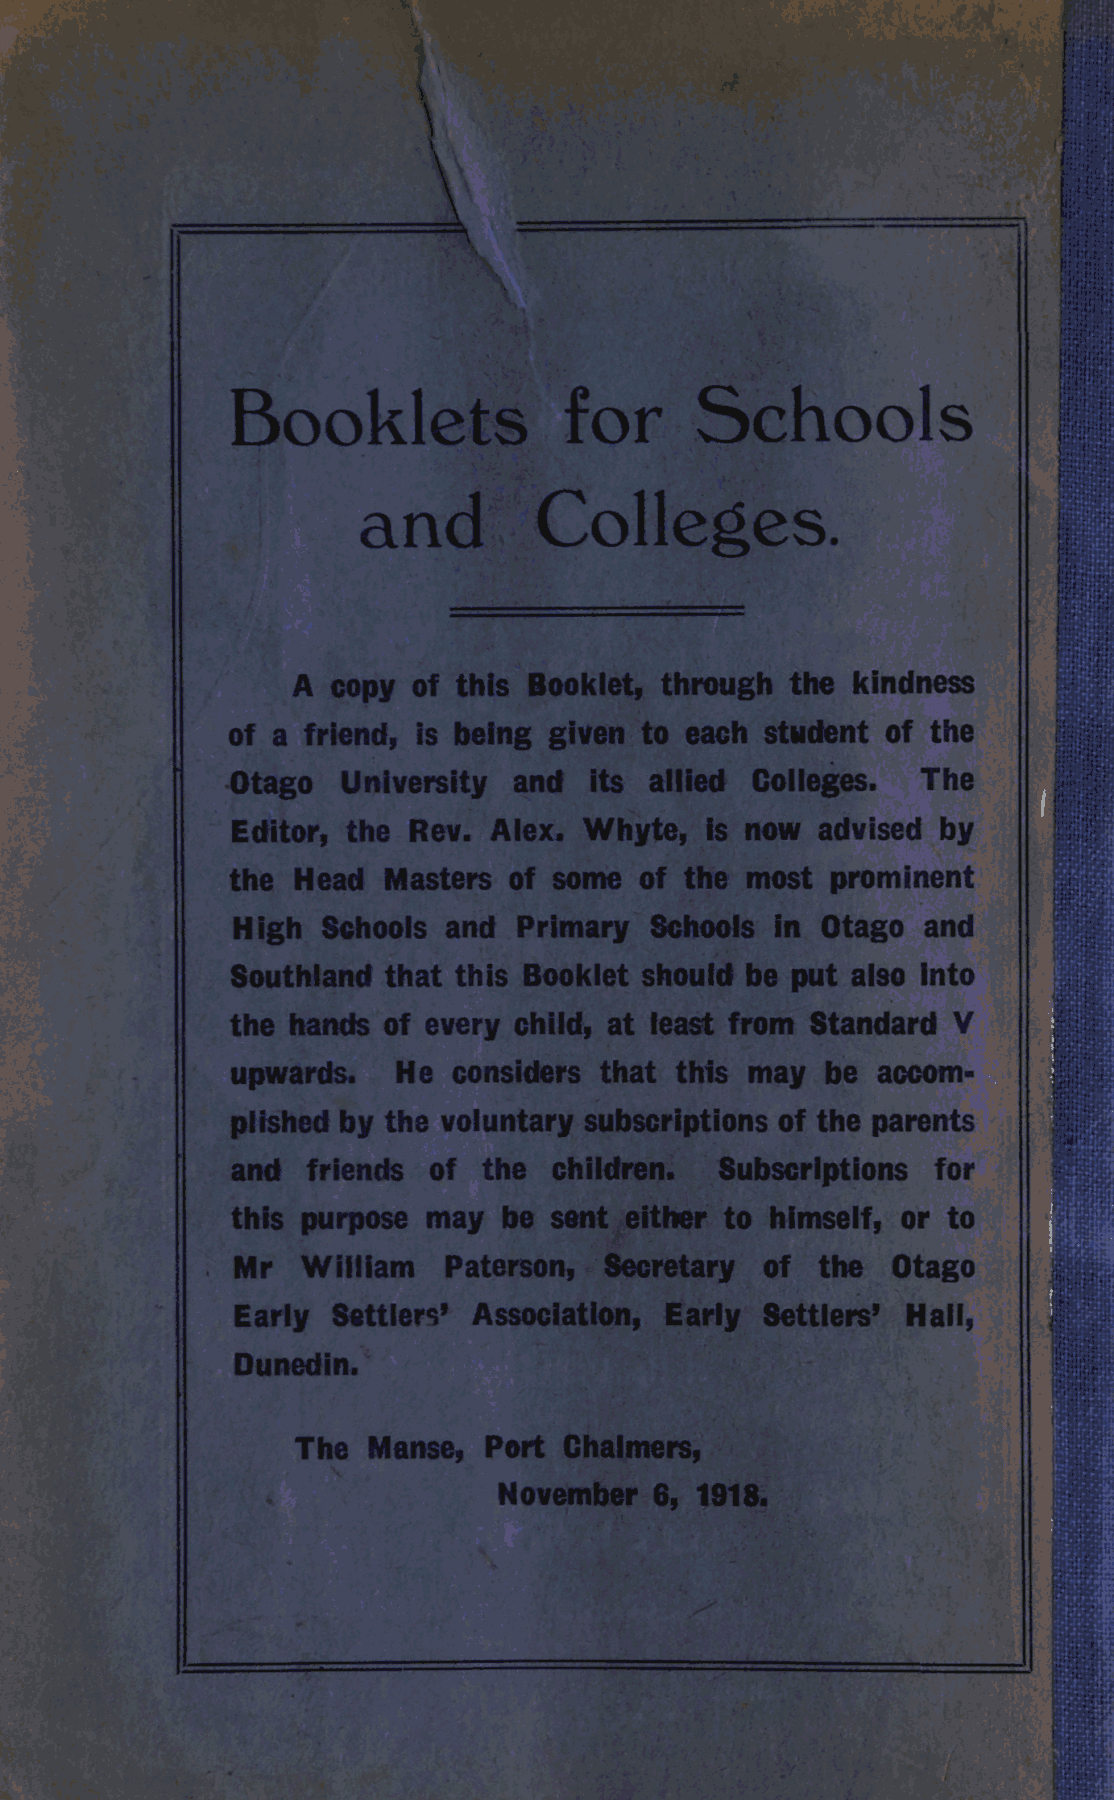 Booklets for Schools
and Colleges.
A copy of this Booklet, through the kindness
of a friend, is being given to each student of the
Otago University and its allied Colleges. The
Editor, the Rev. Alex. Whyte, is now advised by
the Head Masters of some of the most prominent
High Schools and Primary Schools in Otago and
Southland that this Booklet should be put also into
the hands of every child, at least from Standard V
upwards. He considers that this may be accom-
plished by the voluntary subscriptions of the parents
and friends of the children. Subscriptions for
this purpose may be sent either to himself, or to
Mr William Paterson, Secretary of the Otago
Early Settlers' Association, Early Settlers' Hall,
Dunedin.
The Manse, Port Chalmers,
November 6, 1918.